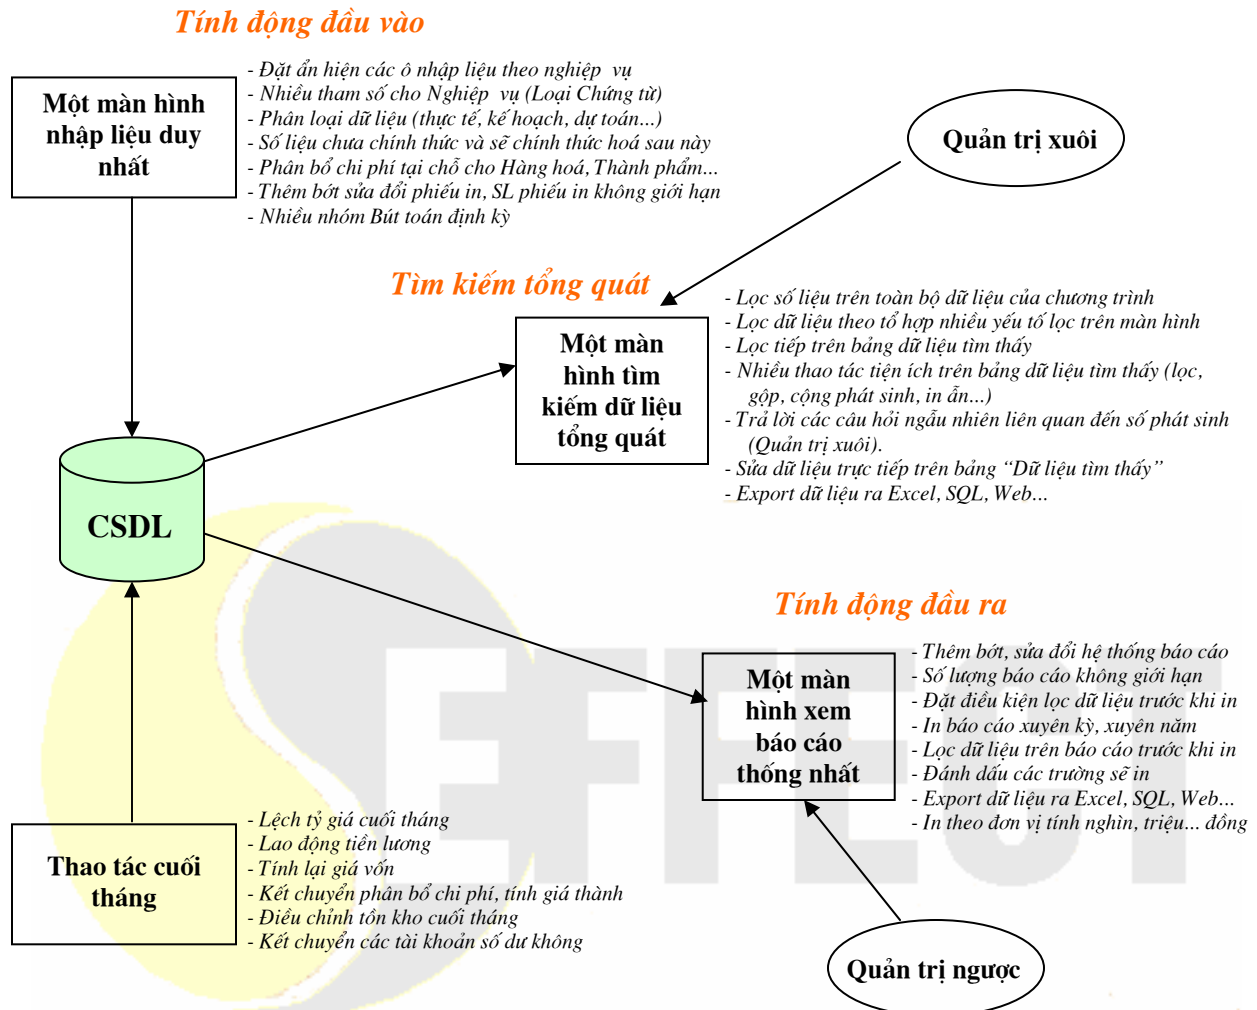 Tính động đầu vào
Một màn hình
nhập liệu duy
nhất
- Đặt ẩn hiện các ô nhập liệu theo nghiệp vụ
- Nhiều tham số cho Nghiệp vụ (Loại Chứng từ)
- Phân loại dữ liệu (thực tế, kế hoạch, dự toán...)
- Số liệu chưa chính thức và sẽ chính thức hoá sau này
- Phân bổ chi phí tại chỗ cho Hàng hoá, Thành phẩm...
- Thêm bớt sửa đổi phiếu in, SL phiếu in không giới hạn
- Nhiều nhóm Bút toán định kỳ
Quản trị xuôi
Tìm kiếm tổng quát
Một màn
hình tìm
kiếm dữ liệu
tổng quát
- Lọc số liệu trên toàn bộ dữ liệu của chương trình
- Lọc dữ liệu theo tổ hợp nhiều yếu tố lọc trên màn hình
- Lọc tiếp trên bảng dữ liệu tìm thấy
- Nhiều thao tác tiện ích trên bảng dữ liệu tìm thấy (lọc,
gộp, cộng phát sinh, in ẩn...)
- Trả lời các câu hỏi ngẫu nhiên liên quan đến số phát sinh
(Quản trị xuôi).
- Sửa dữ liệu trực tiếp trên bảng “Dữ liệu tìm thấy”
- Export dữ liệu ra Excel, SQL, Web...
CSDL
Tính động đầu ra
Một màn
hình xem
báo cáo
thống nhất
- Thêm bớt, sửa đổi hệ thống báo cáo
- Số lượng báo cáo không giới hạn
- Đặt điều kiện lọc dữ liệu trước khi in
- In báo cáo xuyên kỳ, xuyên năm
- Lọc dữ liệu trên báo cáo trước khi in
- Đánh dấu các trường sẽ in
- Export dữ liệu ra Excel, SQL, Web...
- In theo đơn vị tính nghìn, triệu... đồng
EFFECT
Thao tác cuối
tháng
- Lệch tỷ giá cuối tháng
- Lao động tiền lương
- Tính lại giá vốn
- Kết chuyển phân bổ chi phí, tính giá thành
- Điều chỉnh tồn kho cuối tháng
- Kết chuyển các tài khoản số dư không
Quản trị ngược